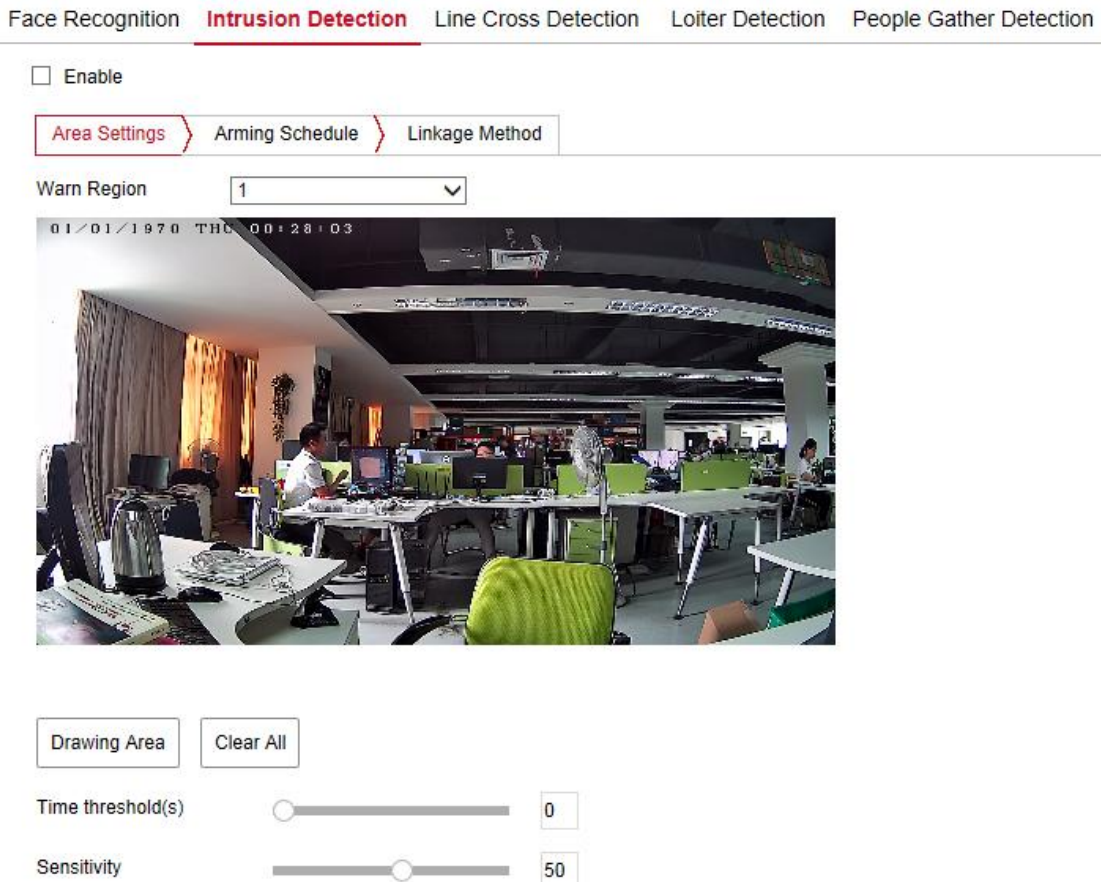 Face Recognition Intrusion Detection Line Cross Detection Loiter Detection People Gather Detection
Enable
Area Settings Arming Schedule Linkage Method
Warn Region 1
01/01/1970 THU 00:28:03
Drawing Area Clear All
Time threshold(s) 0
Sensitivity 50